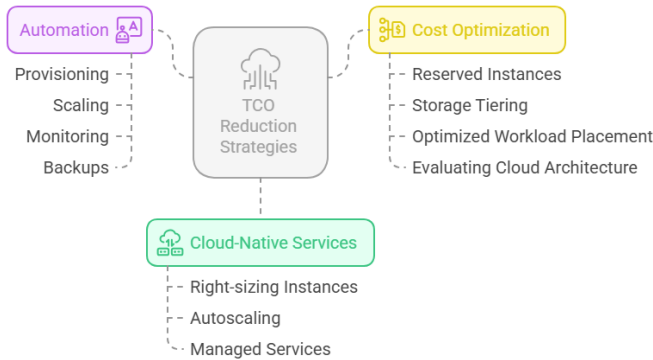 Automation
Provisioning
Scaling
Monitoring
Backups
TCO
Reduction
Strategies
Cost Optimization
Reserved Instances
Storage Tiering
Optimized Workload Placement
Evaluating Cloud Architecture
Cloud-Native Services
Right-sizing Instances
Autoscaling
Managed Services